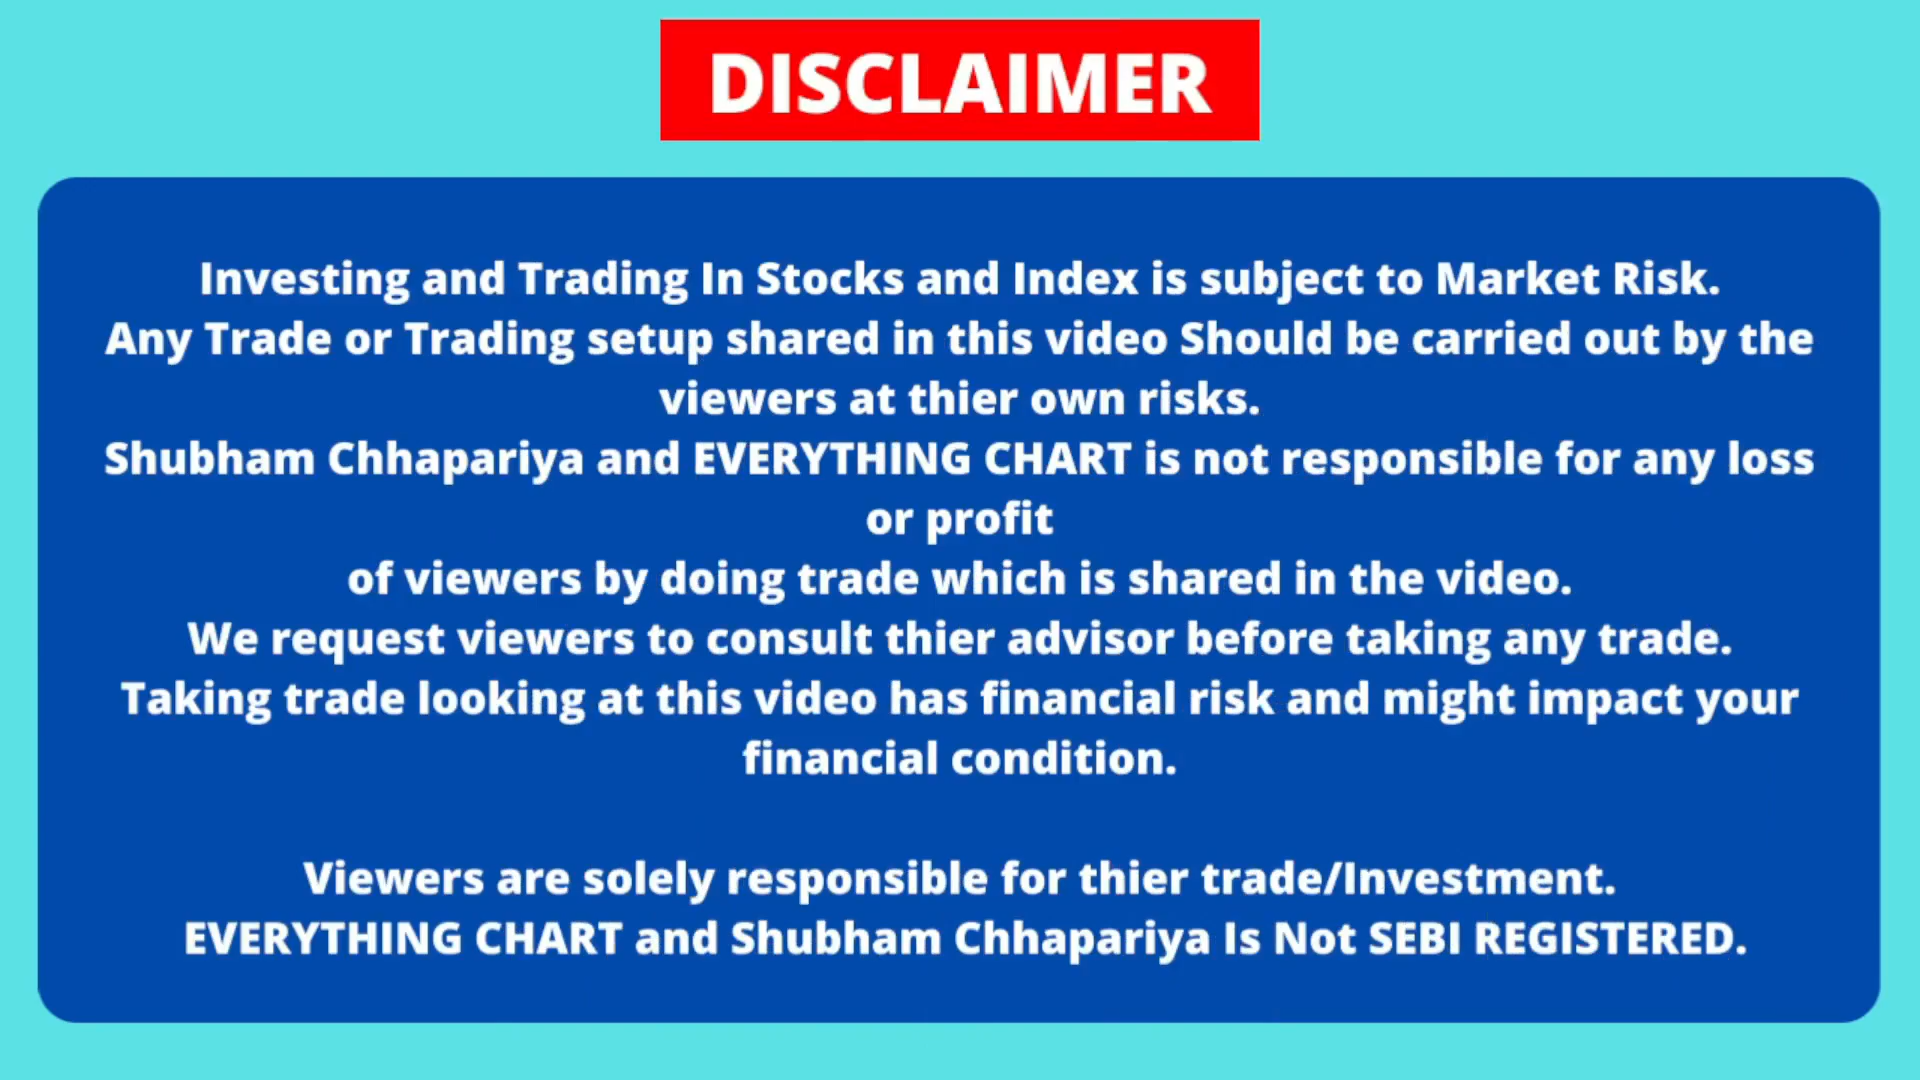 DISCLAIMER
Investing and Trading In Stocks and Index is subject to Market Risk.
Any Trade or Trading setup shared in this video Should be carried out by the
viewers at thier own risks.
Shubham Chhapariya and EVERYTHING CHART is not responsible for any loss
or profit
of viewers by doing trade which is shared in the video.
We request viewers to consult thier advisor before taking any trade.
Taking trade looking at this video has financial risk and might impact your
financial condition.
Viewers are solely responsible for thier trade/Investment.
EVERYTHING CHART and Shubham Chhapariya Is Not SEBI REGISTERED.